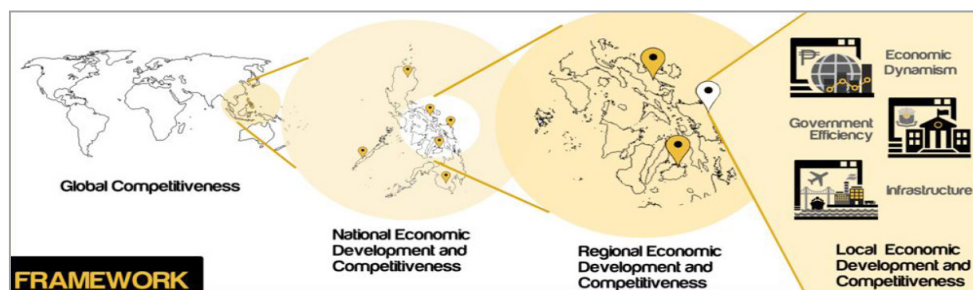 Global Competitiveness
National Economic
Development and
Competitiveness
Regional Economic
Development and
Competitiveness
Economic
Dynamism
Government
Efficiency
Infrastructure
Local Economic
Development and
Competitiveness
FRAMEWORK